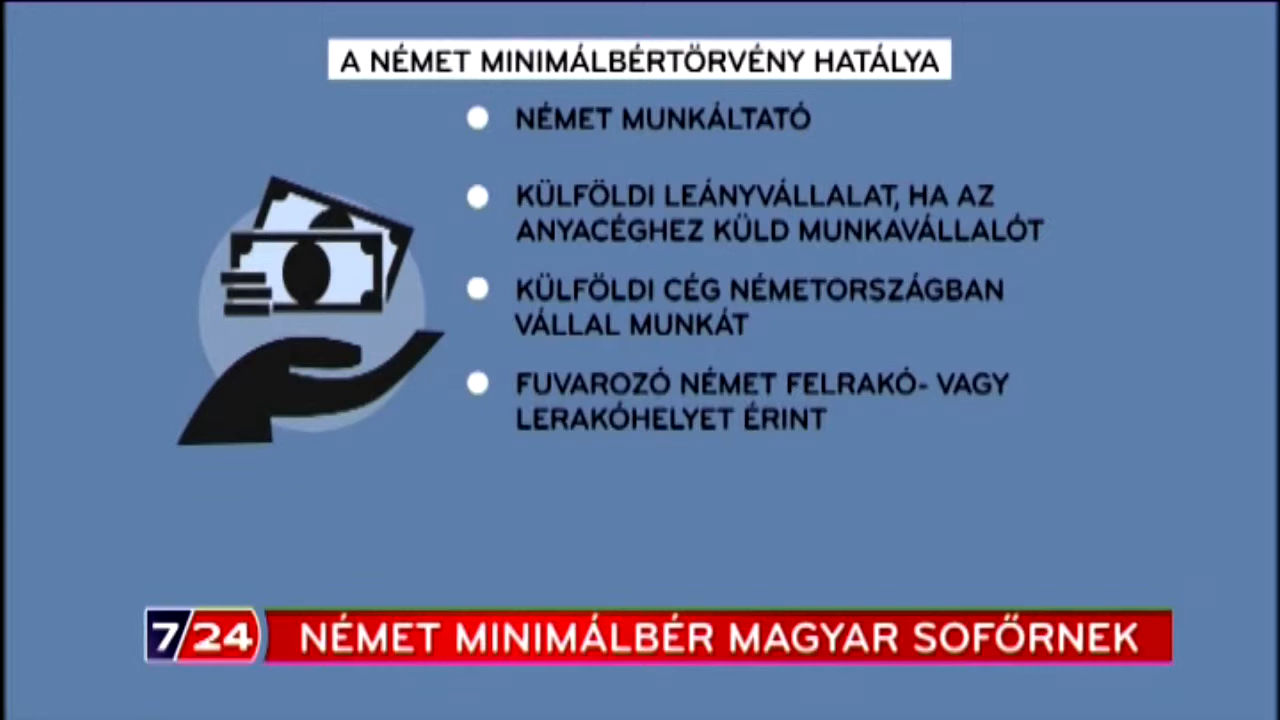 A NÉMET MINIMÁLBÉRTÖRVÉNY HATÁLYA
NÉMET MUNKÁLTATÓ
KÜLFÖLDI LEÁNYVÁLLALAT, HA AZ
ANYACÉGHEZ KÜLD MUNKAVÁLLALÓT
KÜLFÖLDI CÉG NÉMETORSZÁGBAN
VÁLLAL MUNKÁT
FUVAROZÓ NÉMET FELRAKÓ- VAGY
LERAKÓHELYET ÉRINT
7/24 NÉMET MINIMÁLBÉR MAGYAR SOFŐRNEK